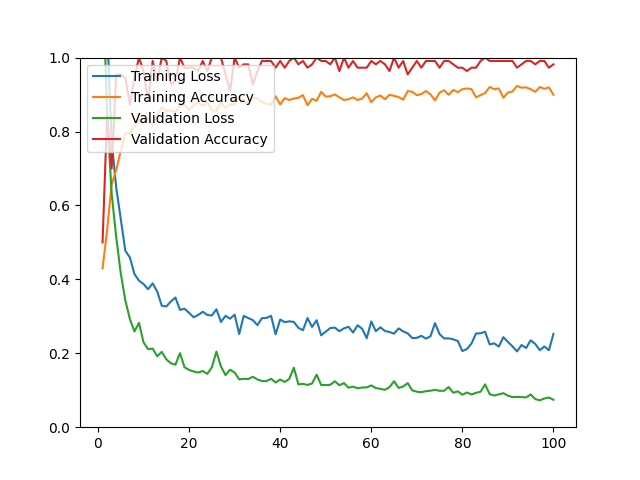 Training Loss
Training Accuracy
Validation Loss
Validation Accuracy
1.0
0.8
0.6
0.4
0.2
0.0
0 20 40 60 80 100